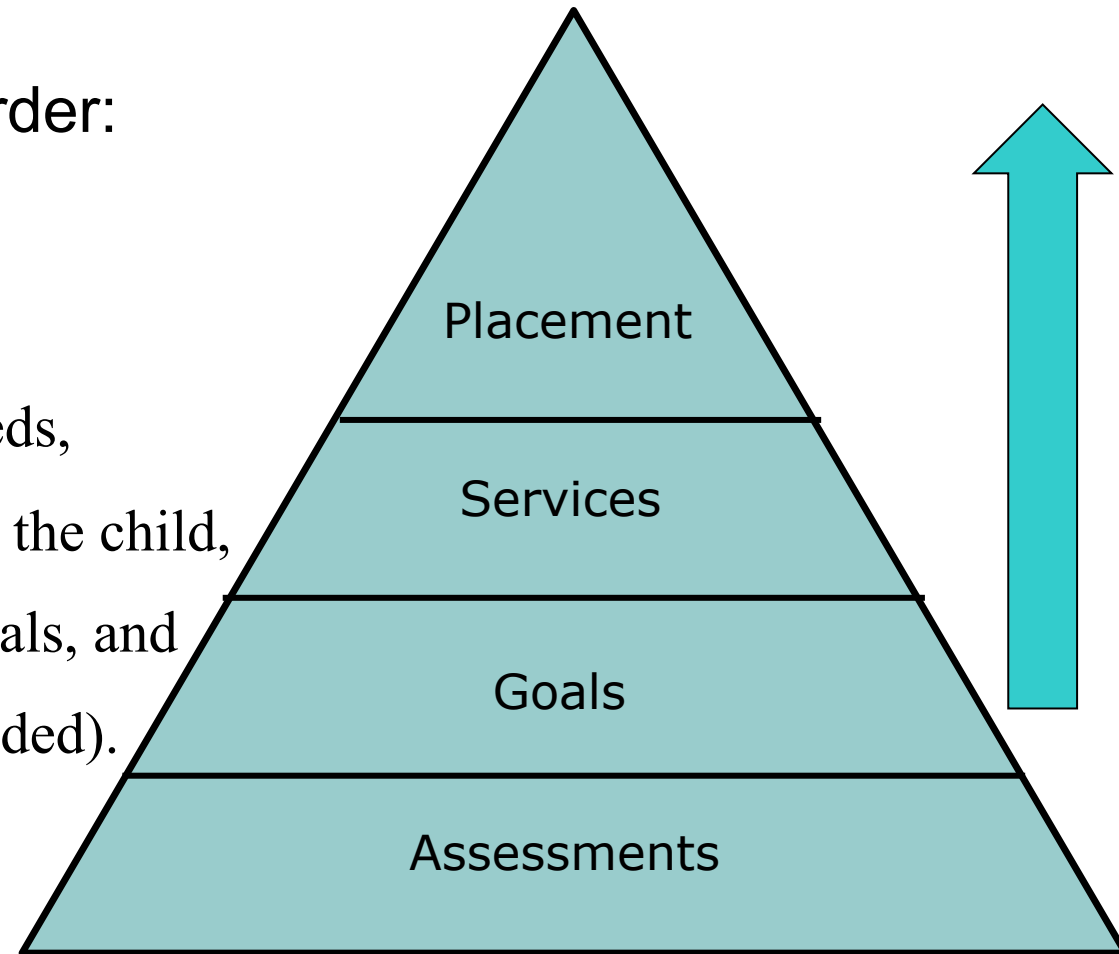 rder:
Placement
eds,
Services
the child,
als, and
Goals
ded).
Assessments